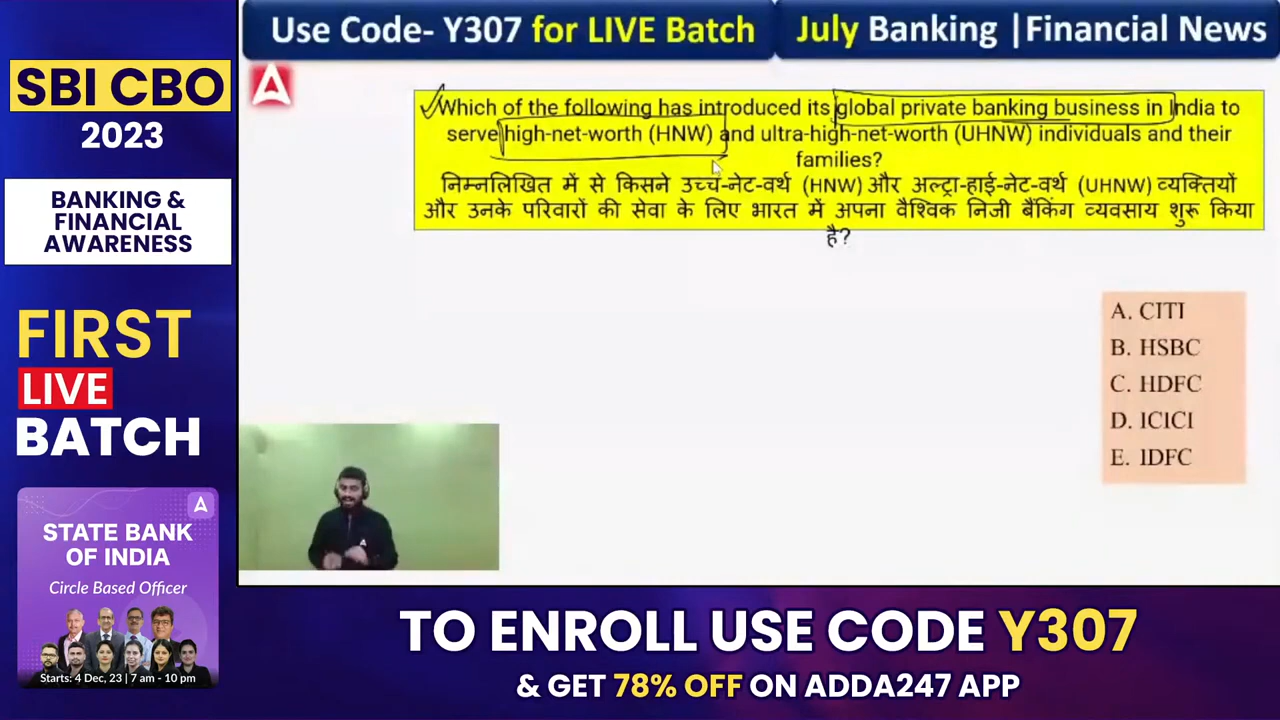 Use Code- Y307 for LIVE Batch
July Banking |Financial News
SBI CBO
2023
BANKING &
FINANCIAL
AWARENESS
FIRST
LIVE
BATCH
STATE BANK
OF INDIA
Circle Based Officer
Starts: 4 Dec, 23 | 7 am - 10 pm
Which of the following has introduced its global private banking business in India to
serve high-net-worth (HNW) and ultra-high-net-worth (UHNW) individuals and their
families?
निम्नलिखित में से किसने उच्च-नेट-वर्थ (HNW) और अल्ट्रा-हाई-नेट-वर्थ (UHNW) व्यक्तियों
और उनके परिवारों की सेवा के लिए भारत में अपना वैश्विक निजी बैंकिंग व्यवसाय शुरू किया
है?
A. CITI
B. HSBC
C. HDFC
D. ICICI
E. IDFC
TO ENROLL USE CODE Y307
& GET 78% OFF ON ADDA247 APP